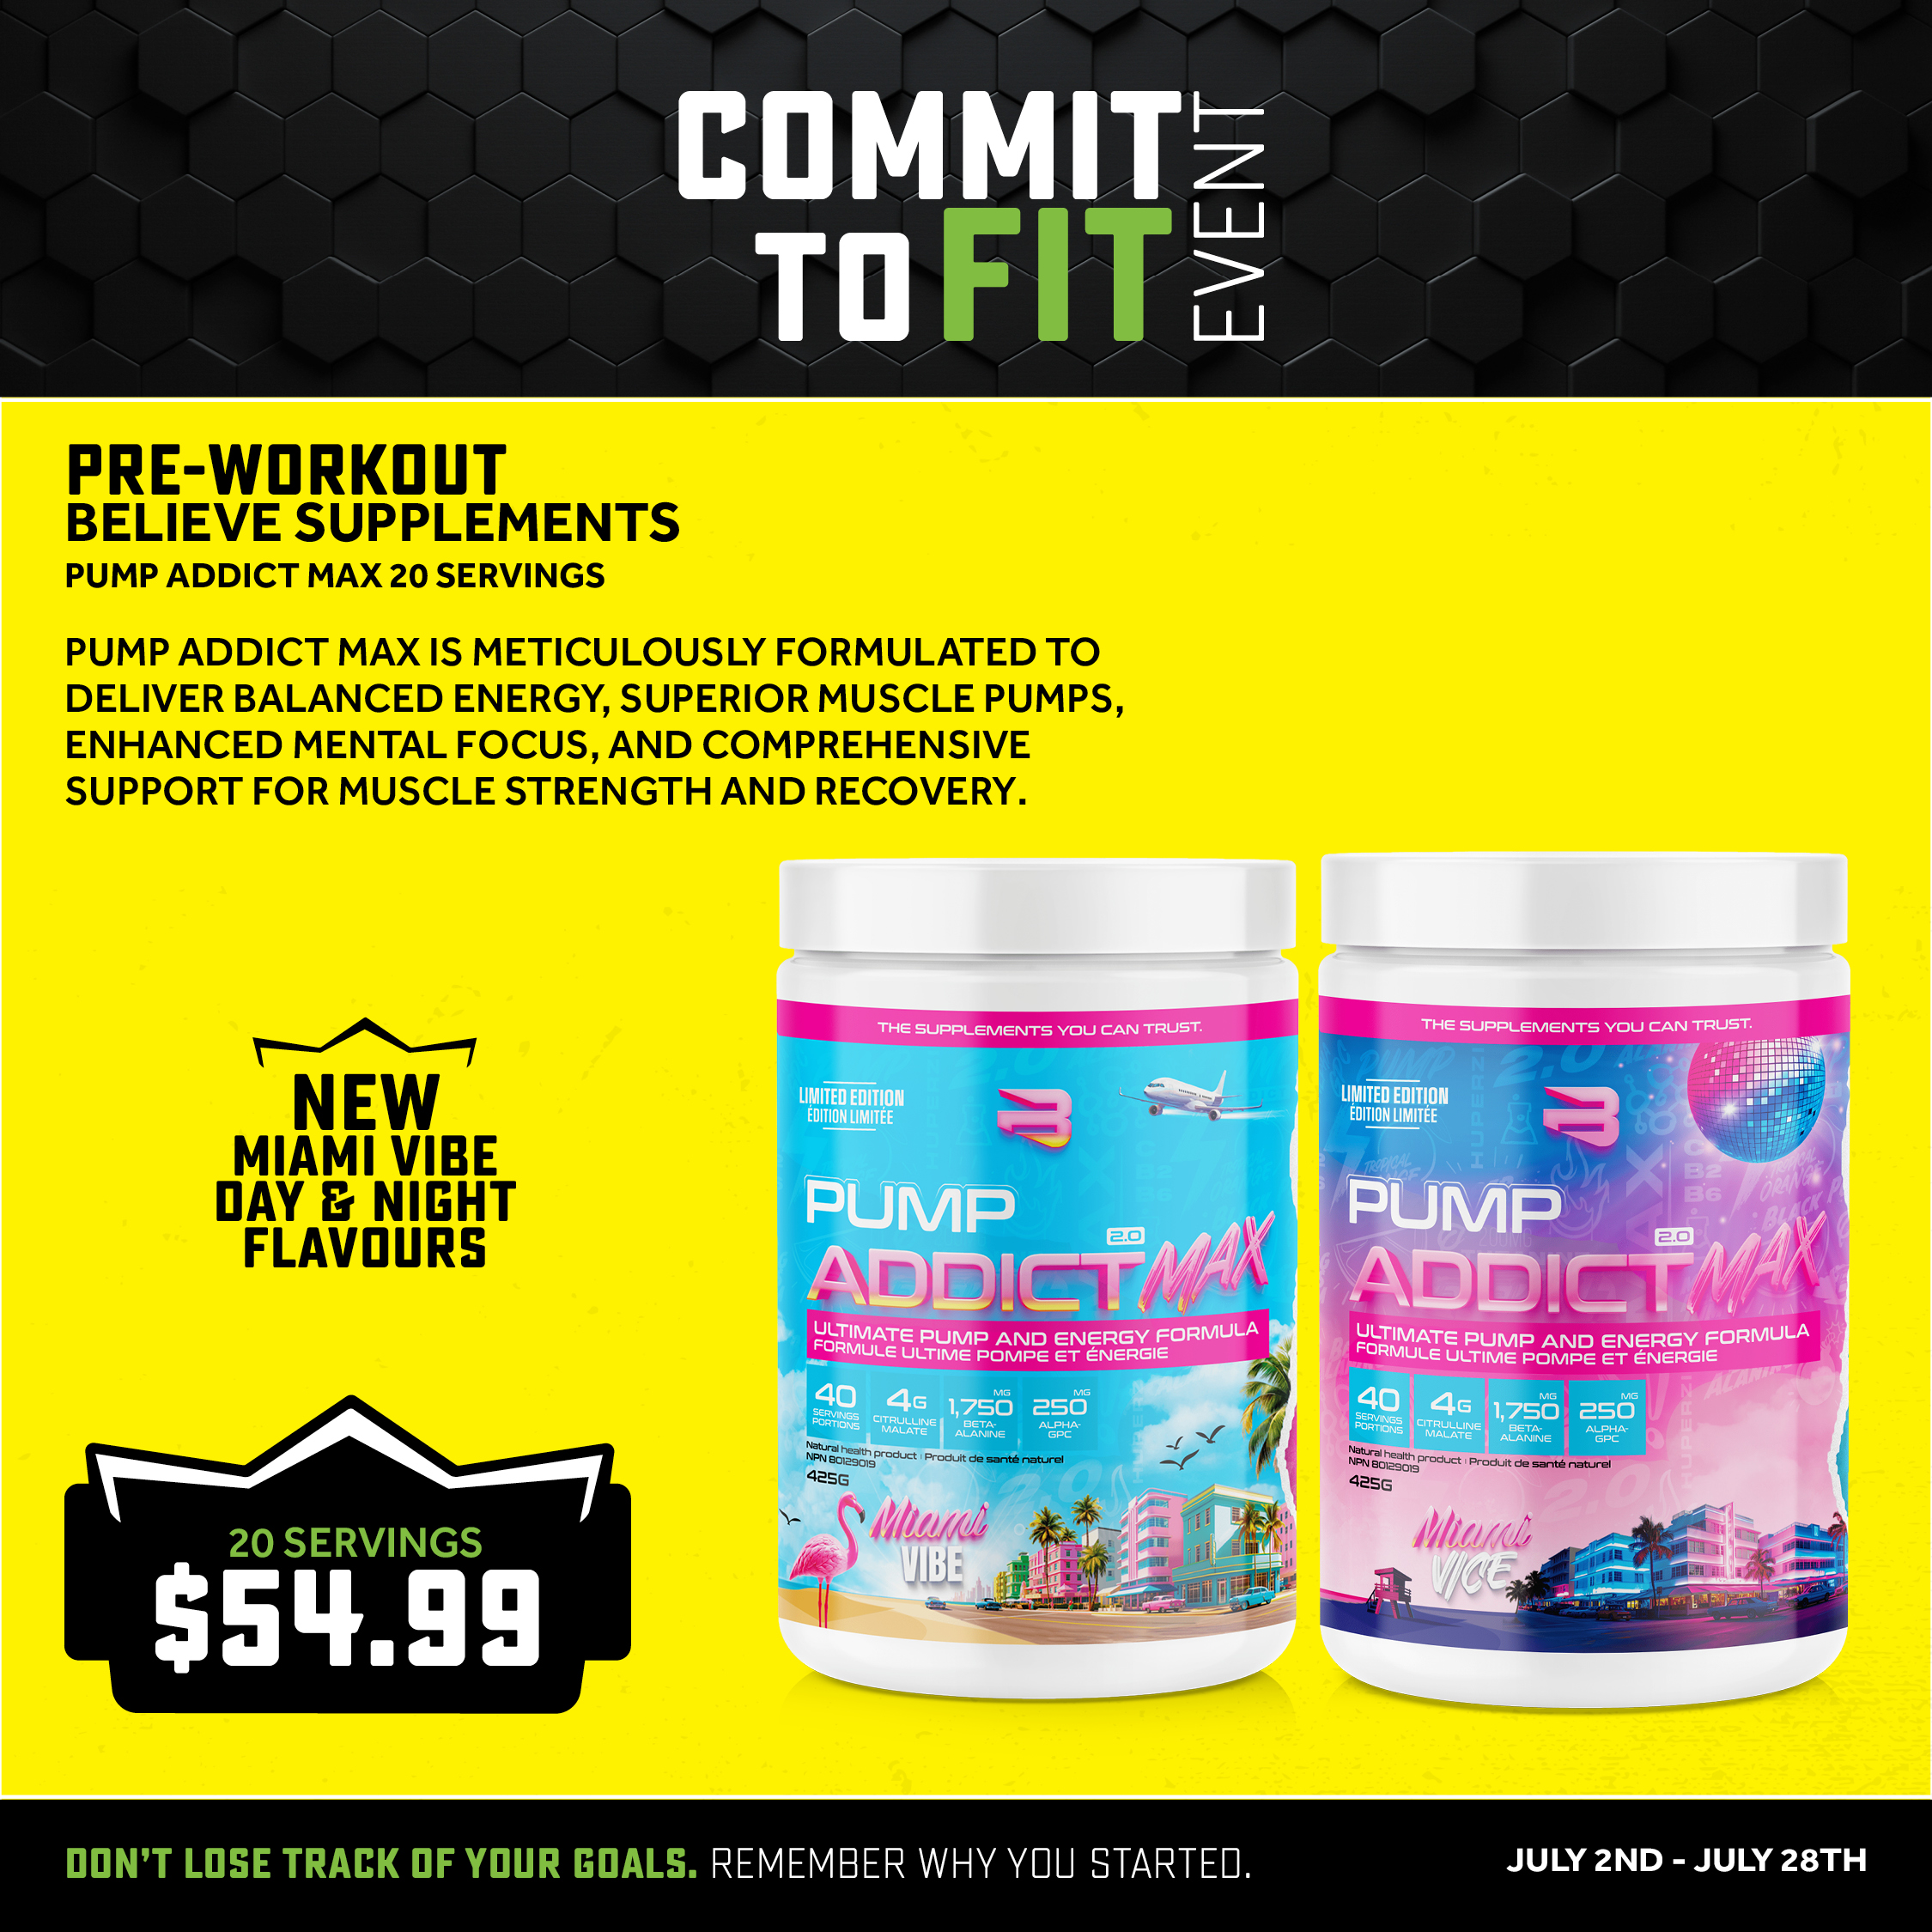 COMMIT
TO FIT
EVENT
PRE-WORKOUT
BELIEVE SUPPLEMENTS
PUMP ADDICT MAX 20 SERVINGS
PUMP ADDICT MAX IS METICULOUSLY FORMULATED TO
DELIVER BALANCED ENERGY, SUPERIOR MUSCLE PUMPS,
ENHANCED MENTAL FOCUS, AND COMPREHENSIVE
SUPPORT FOR MUSCLE STRENGTH AND RECOVERY.
NEW
MIAMI VIBE
DAY & NIGHT
FLAVOURS
20 SERVINGS
$54.99
THE SUPPLEMENTS YOU CAN TRUST.
LIMITED EDITION
ÉDITION LIMITÉE
B
PUMP
2.0
ADDICT MAX
ULTIMATE PUMP AND ENERGY FORMULA
FORMULE ULTIME POMPE ET ÉNERGIE
40 SERVINGS PORTIONS
4G CITRULLINE MALATE
1,750 MG BETA-ALANINE
250 MG ALPHA-GPC
Natural health product | Produit de santé naturel
NPN 80129019
425G
Miami
VIBE
THE SUPPLEMENTS YOU CAN TRUST.
LIMITED EDITION
ÉDITION LIMITÉE
B
PUMP
2.0
ADDICT MAX
ULTIMATE PUMP AND ENERGY FORMULA
FORMULE ULTIME POMPE ET ÉNERGIE
40 SERVINGS PORTIONS
4G CITRULLINE MALATE
1,750 MG BETA-ALANINE
250 MG ALPHA-GPC
Natural health product | Produit de santé naturel
NPN 80129019
425G
Miami
VICE
DON'T LOSE TRACK OF YOUR GOALS. REMEMBER WHY YOU STARTED.
JULY 2ND - JULY 28TH